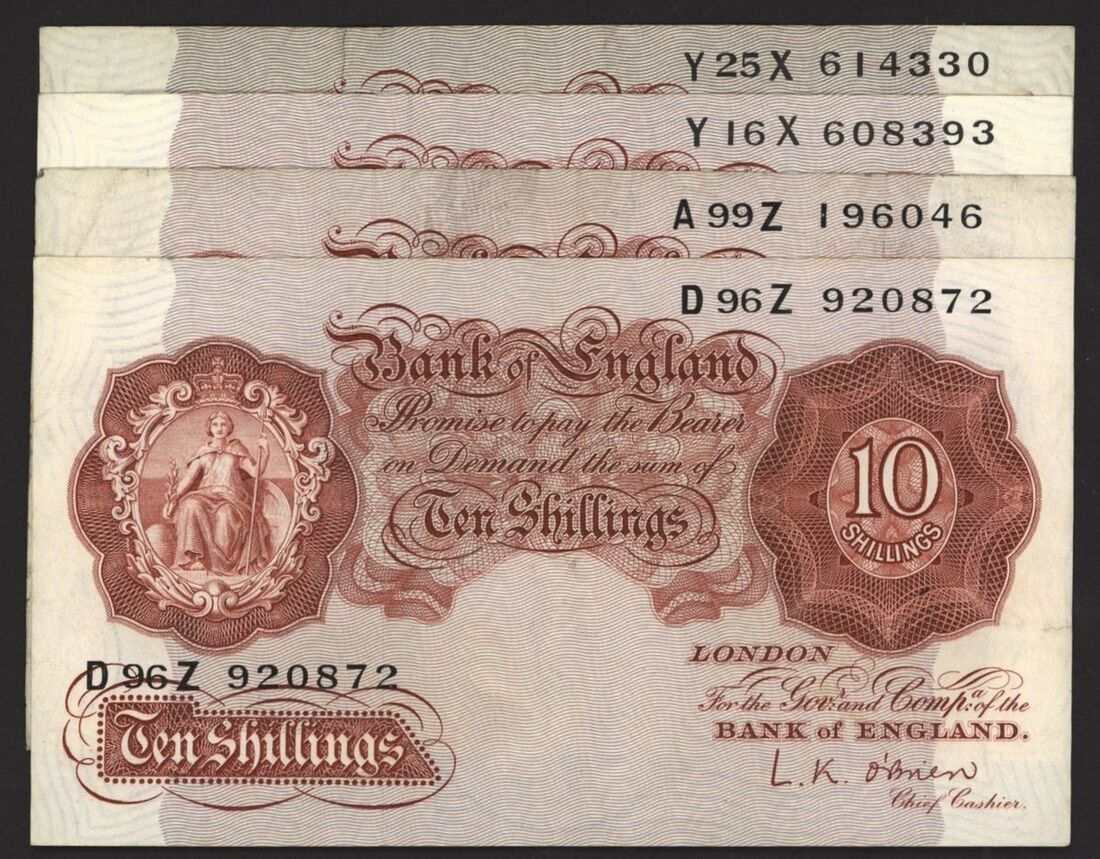 Y25X 614330
Y16X 608393
A99Z 196046
D96Z 920872
Bank of England
Promise to pay the Bearer
on Demand the sum of
Ten Shillings
10
SHILLINGS
D96Z 920872
Ten Shillings
LONDON
For the Govr. and Compa. of the
BANK of ENGLAND.
L. K. O'Brien
Chief Cashier.